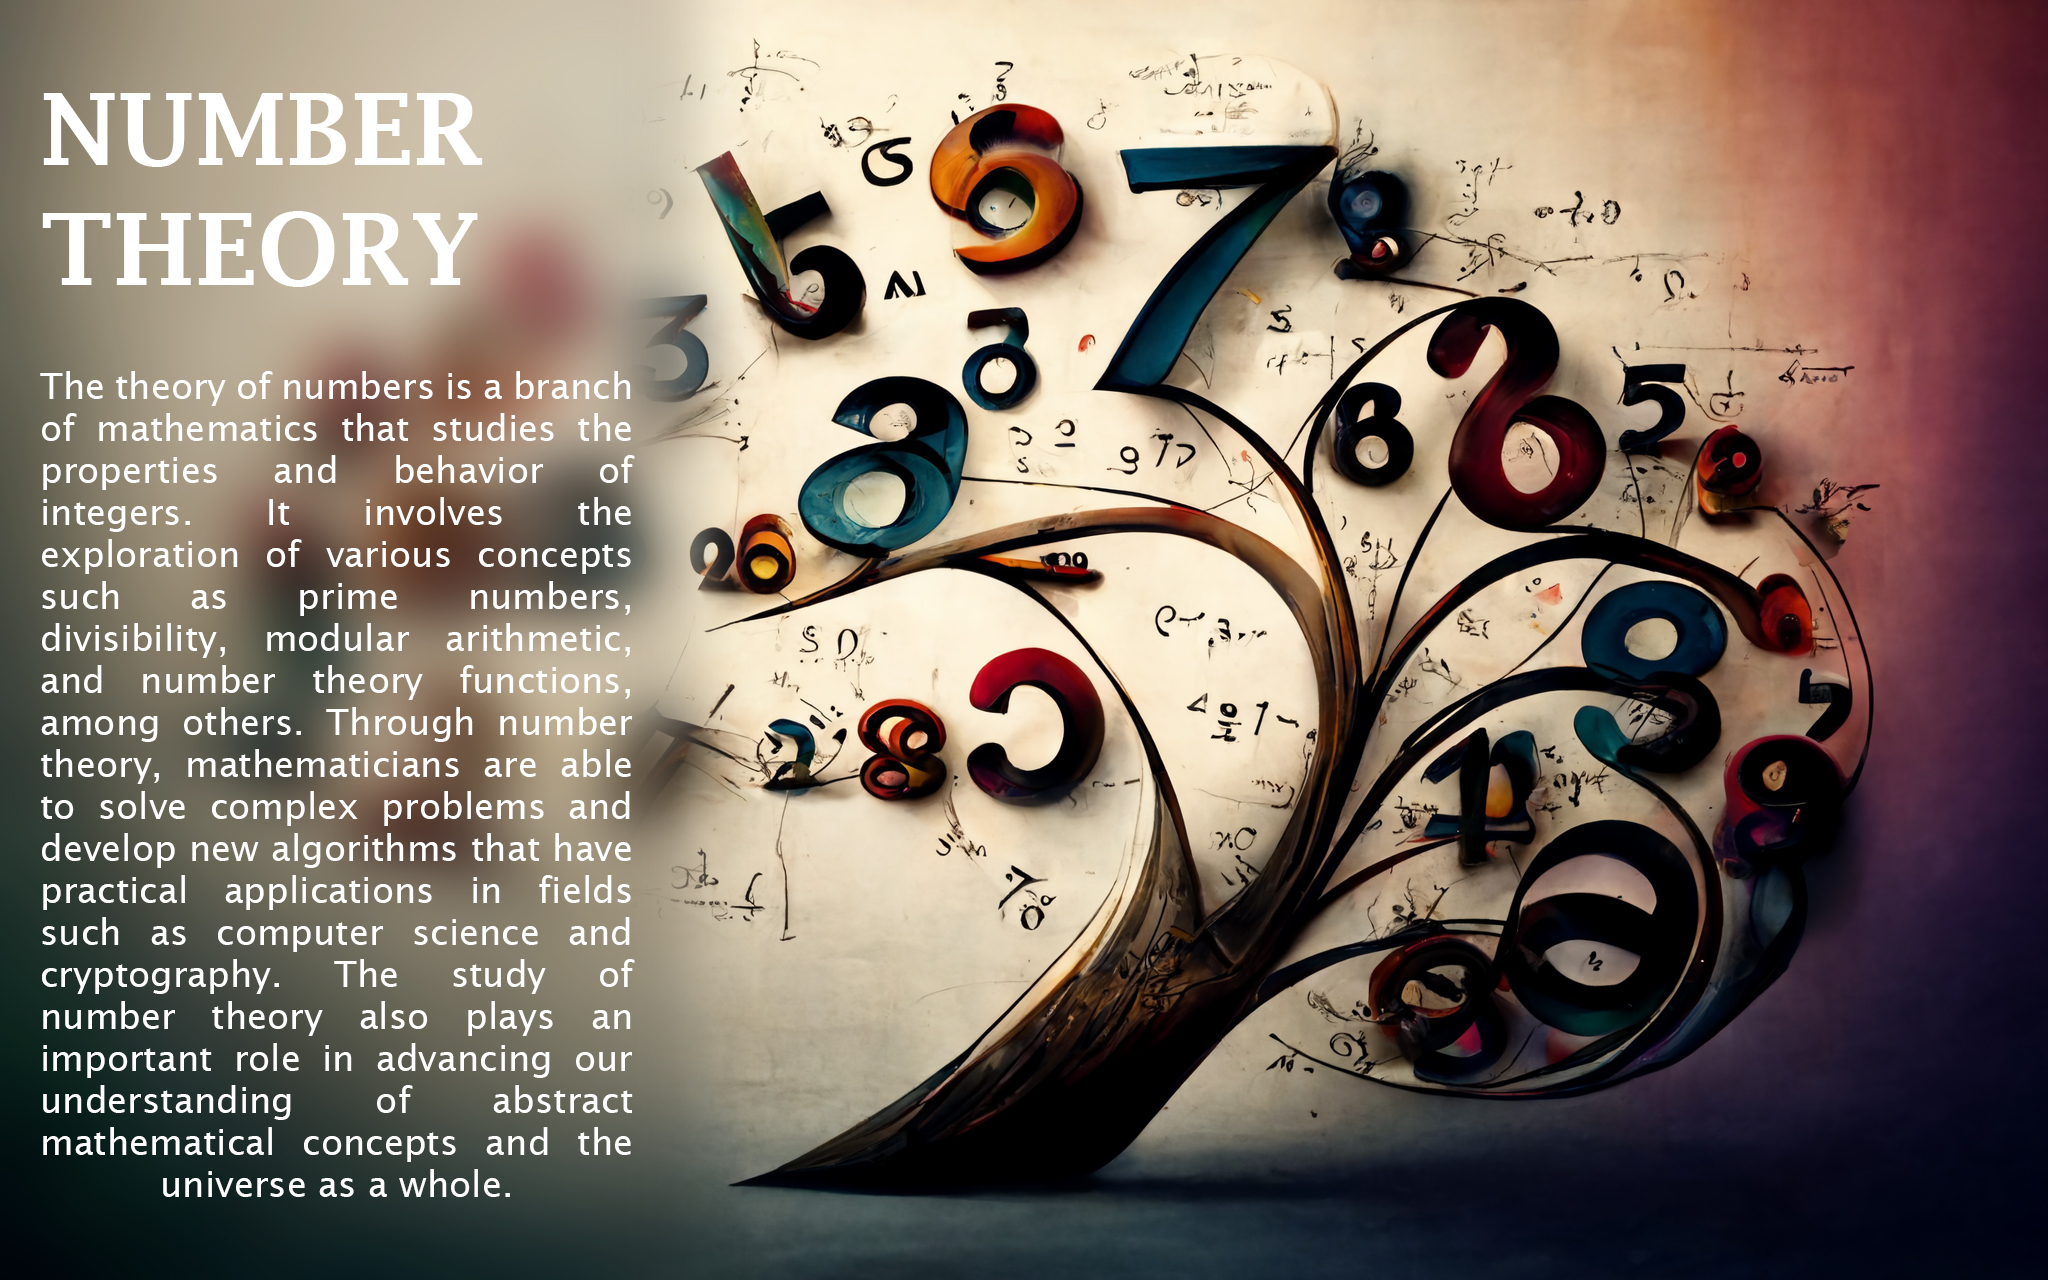 NUMBER
THEORY
The theory of numbers is a branch
of mathematics that studies the
properties and behavior of
integers. It involves the
exploration of various concepts
such as prime numbers,
divisibility, modular arithmetic,
and number theory functions,
among others. Through number
theory, mathematicians are able
to solve complex problems and
develop new algorithms that have
practical applications in fields
such as computer science and
cryptography. The study of
number theory also plays an
important role in advancing our
understanding of abstract
mathematical concepts and the
universe as a whole.